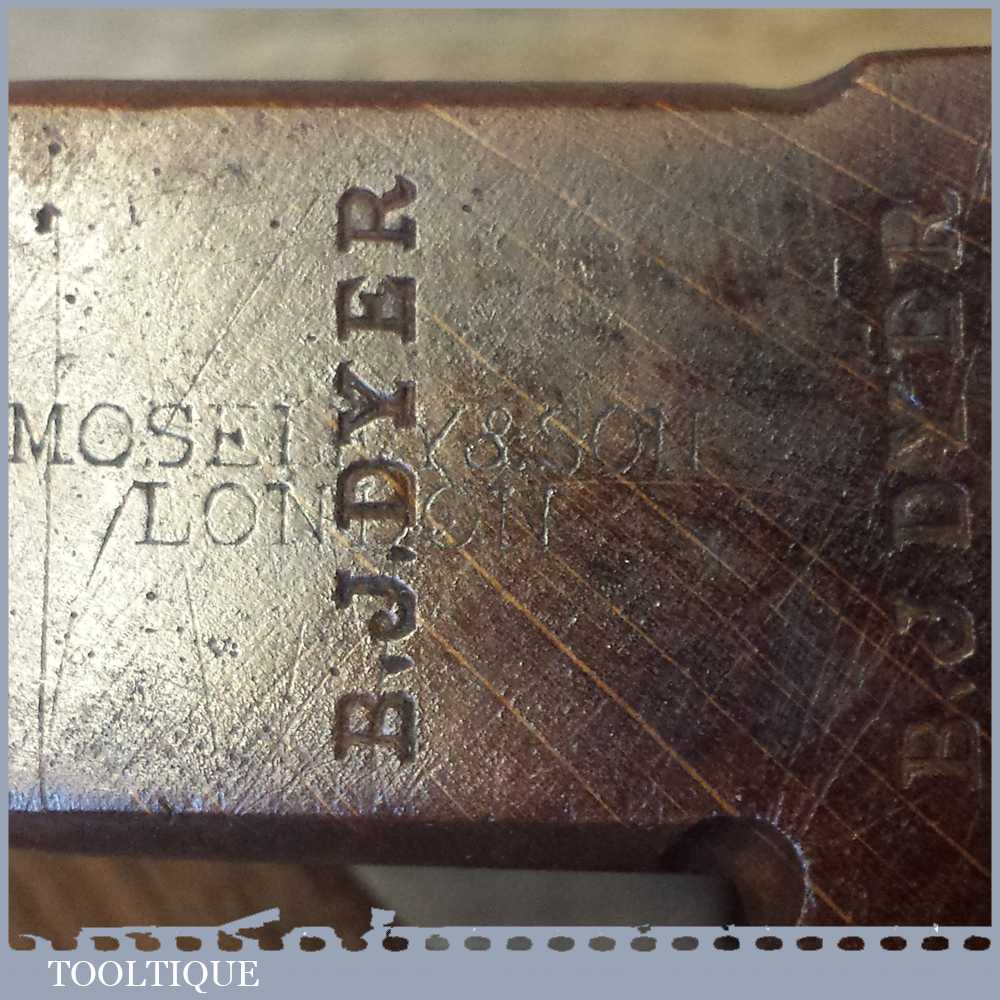 MOSELEY & SON
LONDON
B.J.DYER
B.J.DYER
TOOLTIQUE